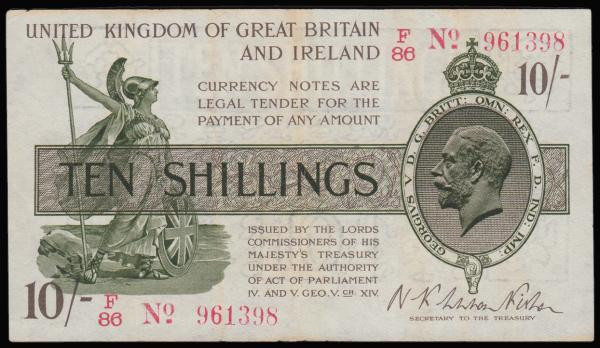 UNITED KINGDOM OF GREAT BRITAIN
AND IRELAND
F/86 No 961398
10/-
CURRENCY NOTES ARE
LEGAL TENDER FOR THE
PAYMENT OF ANY AMOUNT
GEORGIVS V D. G. BRITT: OMN: REX F. D. IND: IMP:
TEN SHILLINGS
ISSUED BY THE LORDS
COMMISSIONERS OF HIS
MAJESTY'S TREASURY
UNDER THE AUTHORITY
OF ACT OF PARLIAMENT
IV. AND V. GEO. V. CH. XIV.
10/-
F/86 No 961398
SECRETARY TO THE TREASURY